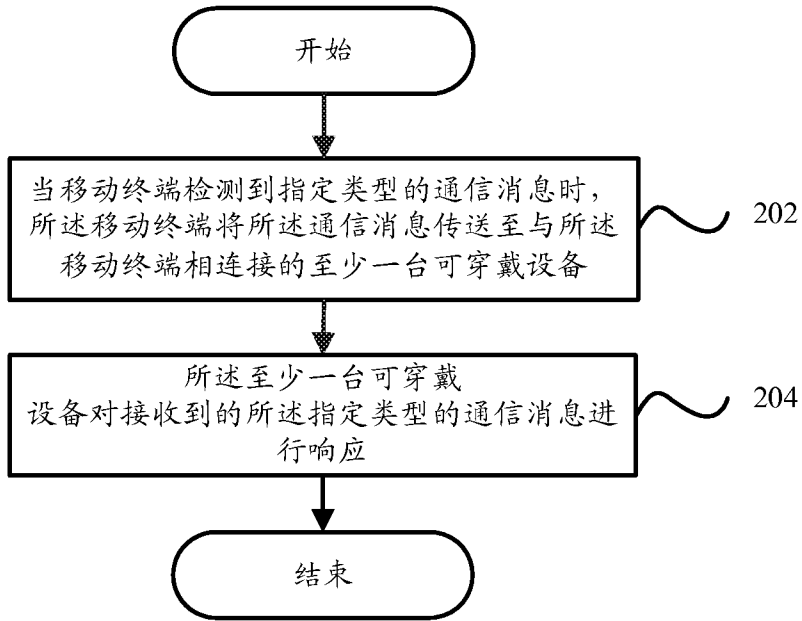 开始
当移动终端检测到指定类型的通信消息时，
所述移动终端将所述通信消息传送至与所述
移动终端相连接的至少一台可穿戴设备
202
所述至少一台可穿戴
设备对接收到的所述指定类型的通信消息进
行响应
204
结束